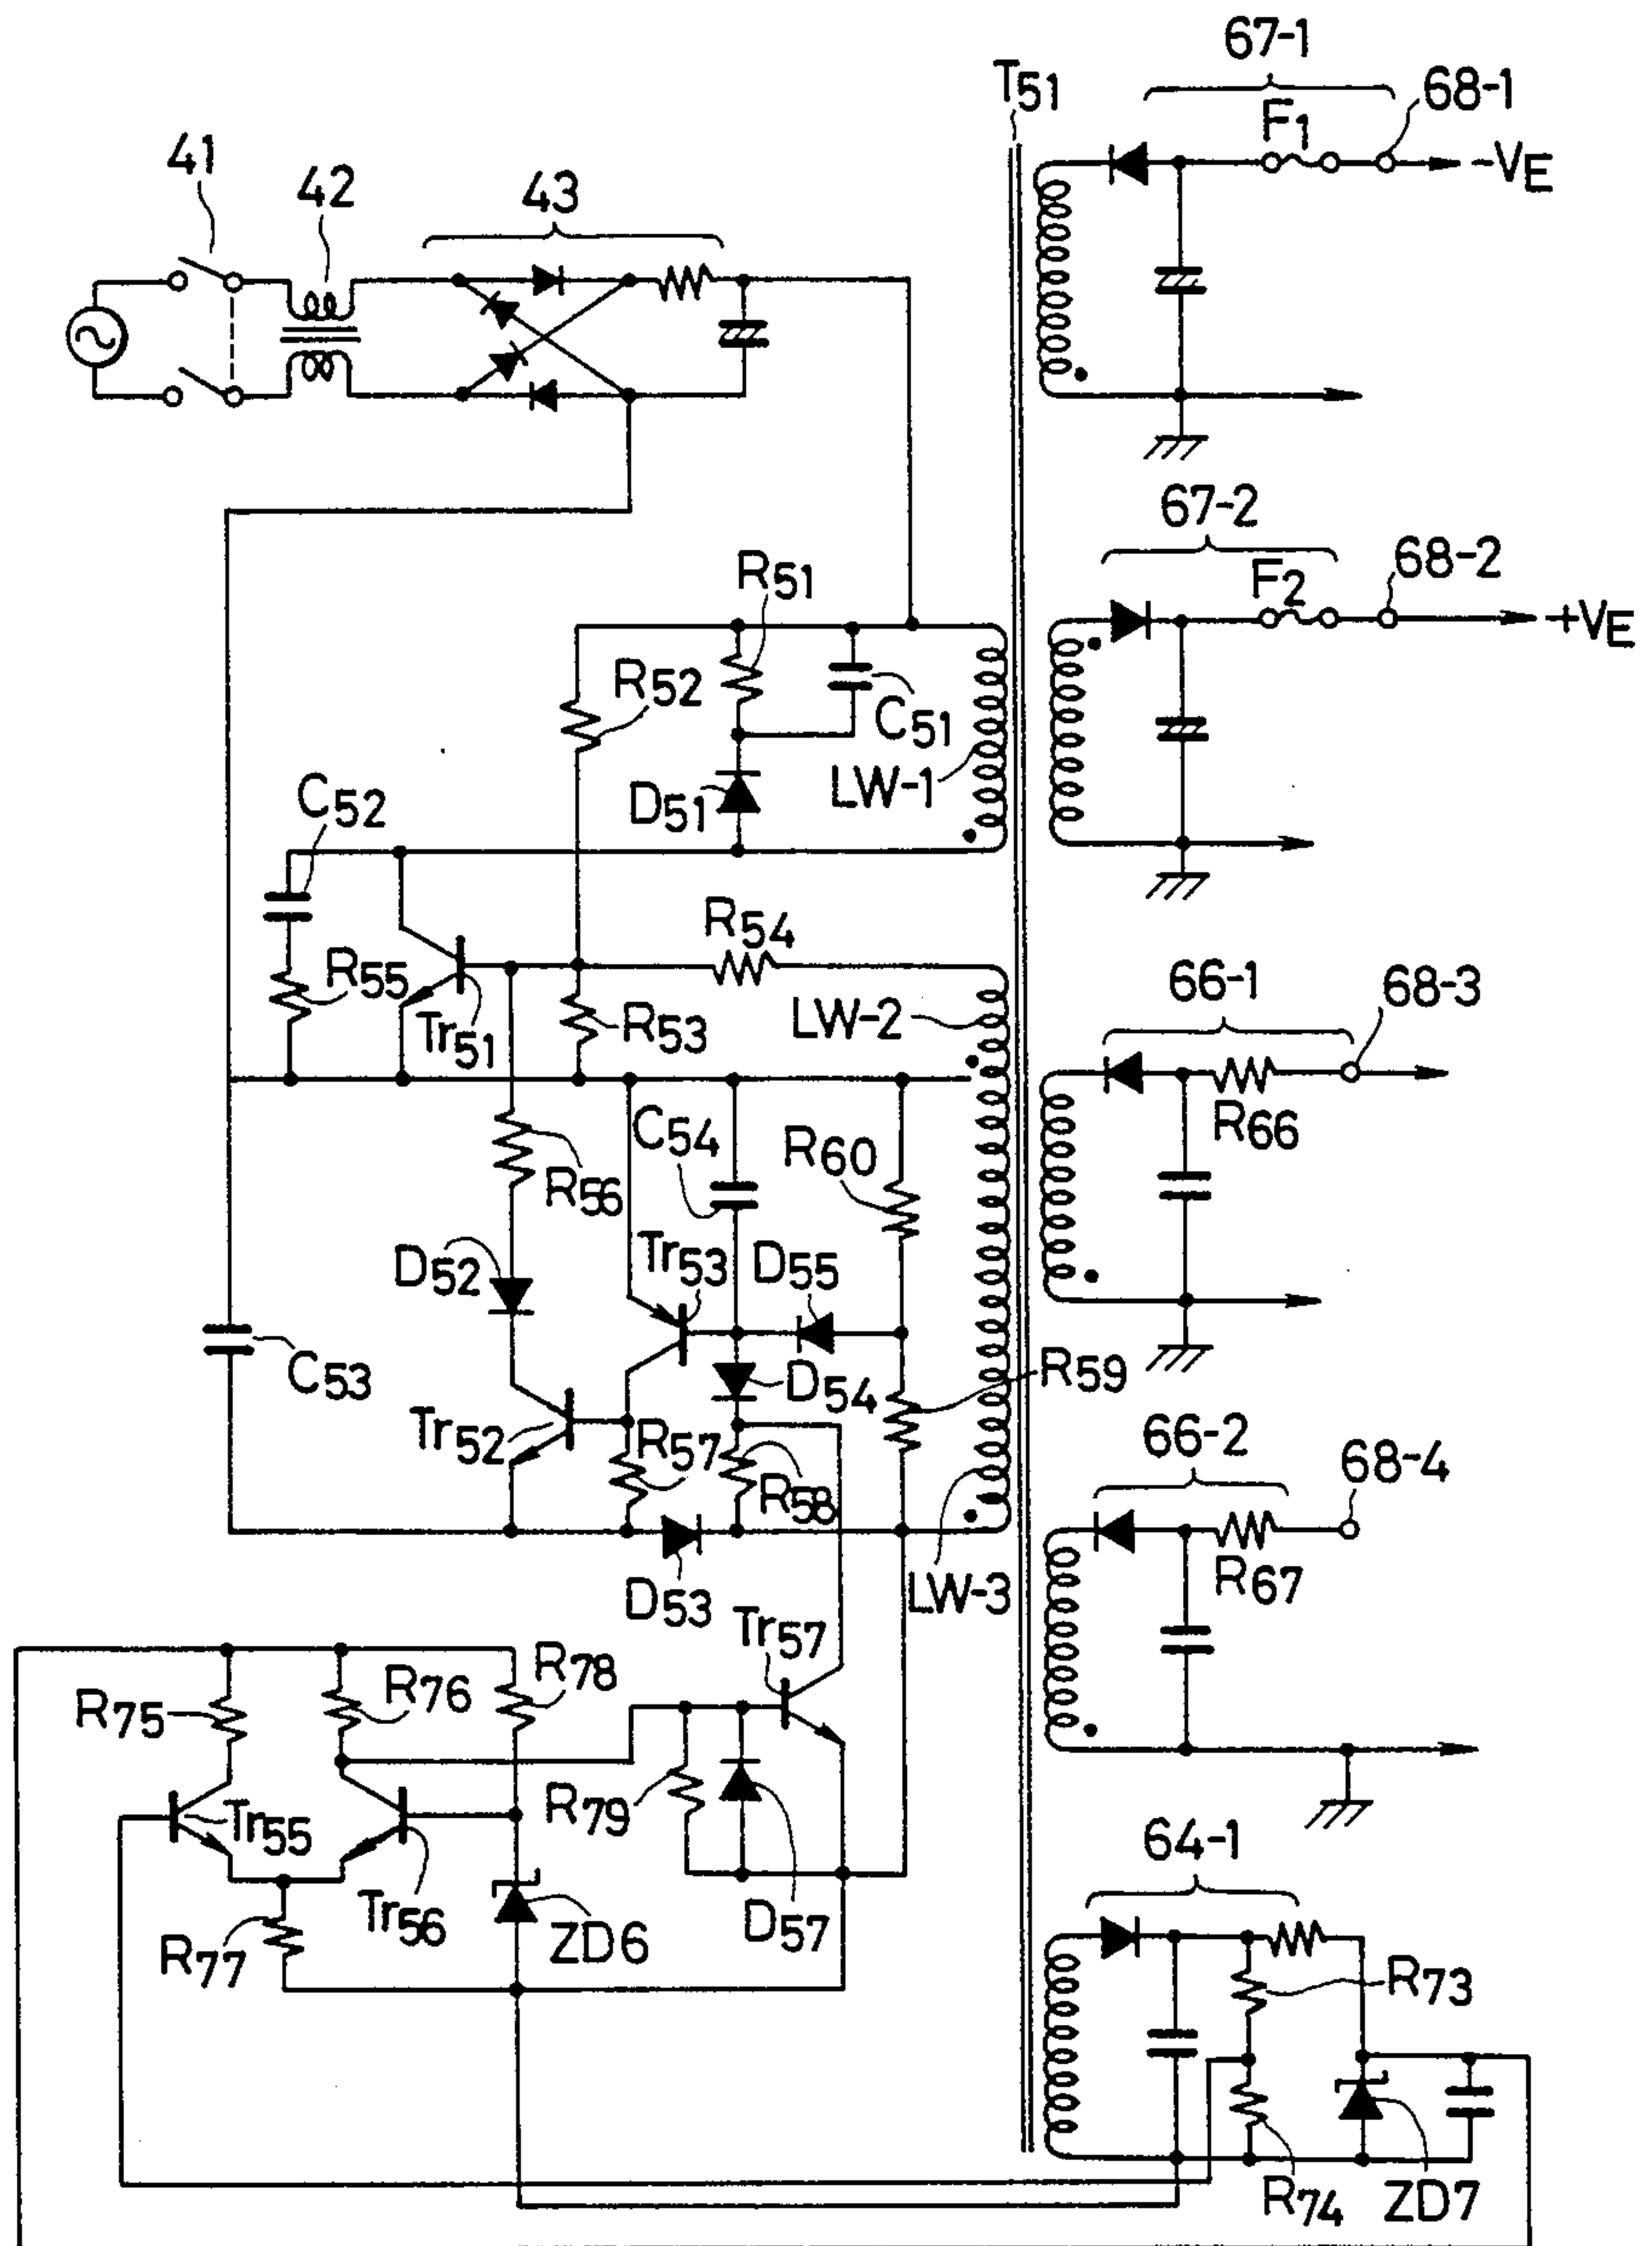 67-1
T51
68-1
F1
-VE
41
42
43
67-2
68-2
F2
+VE
R51
R52
C51
LW-1
D51
C52
R54
66-1
68-3
R55
Tr51
R53
LW-2
C54
R60
R66
R56
D52
Tr53
D55
C53
D54
R59
Tr52
R57
R58
66-2
68-4
R67
D53
LW-3
Tr57
R78
R75
R76
R79
Tr55
Tr56
64-1
R77
ZD6
D57
R73
R74
ZD7